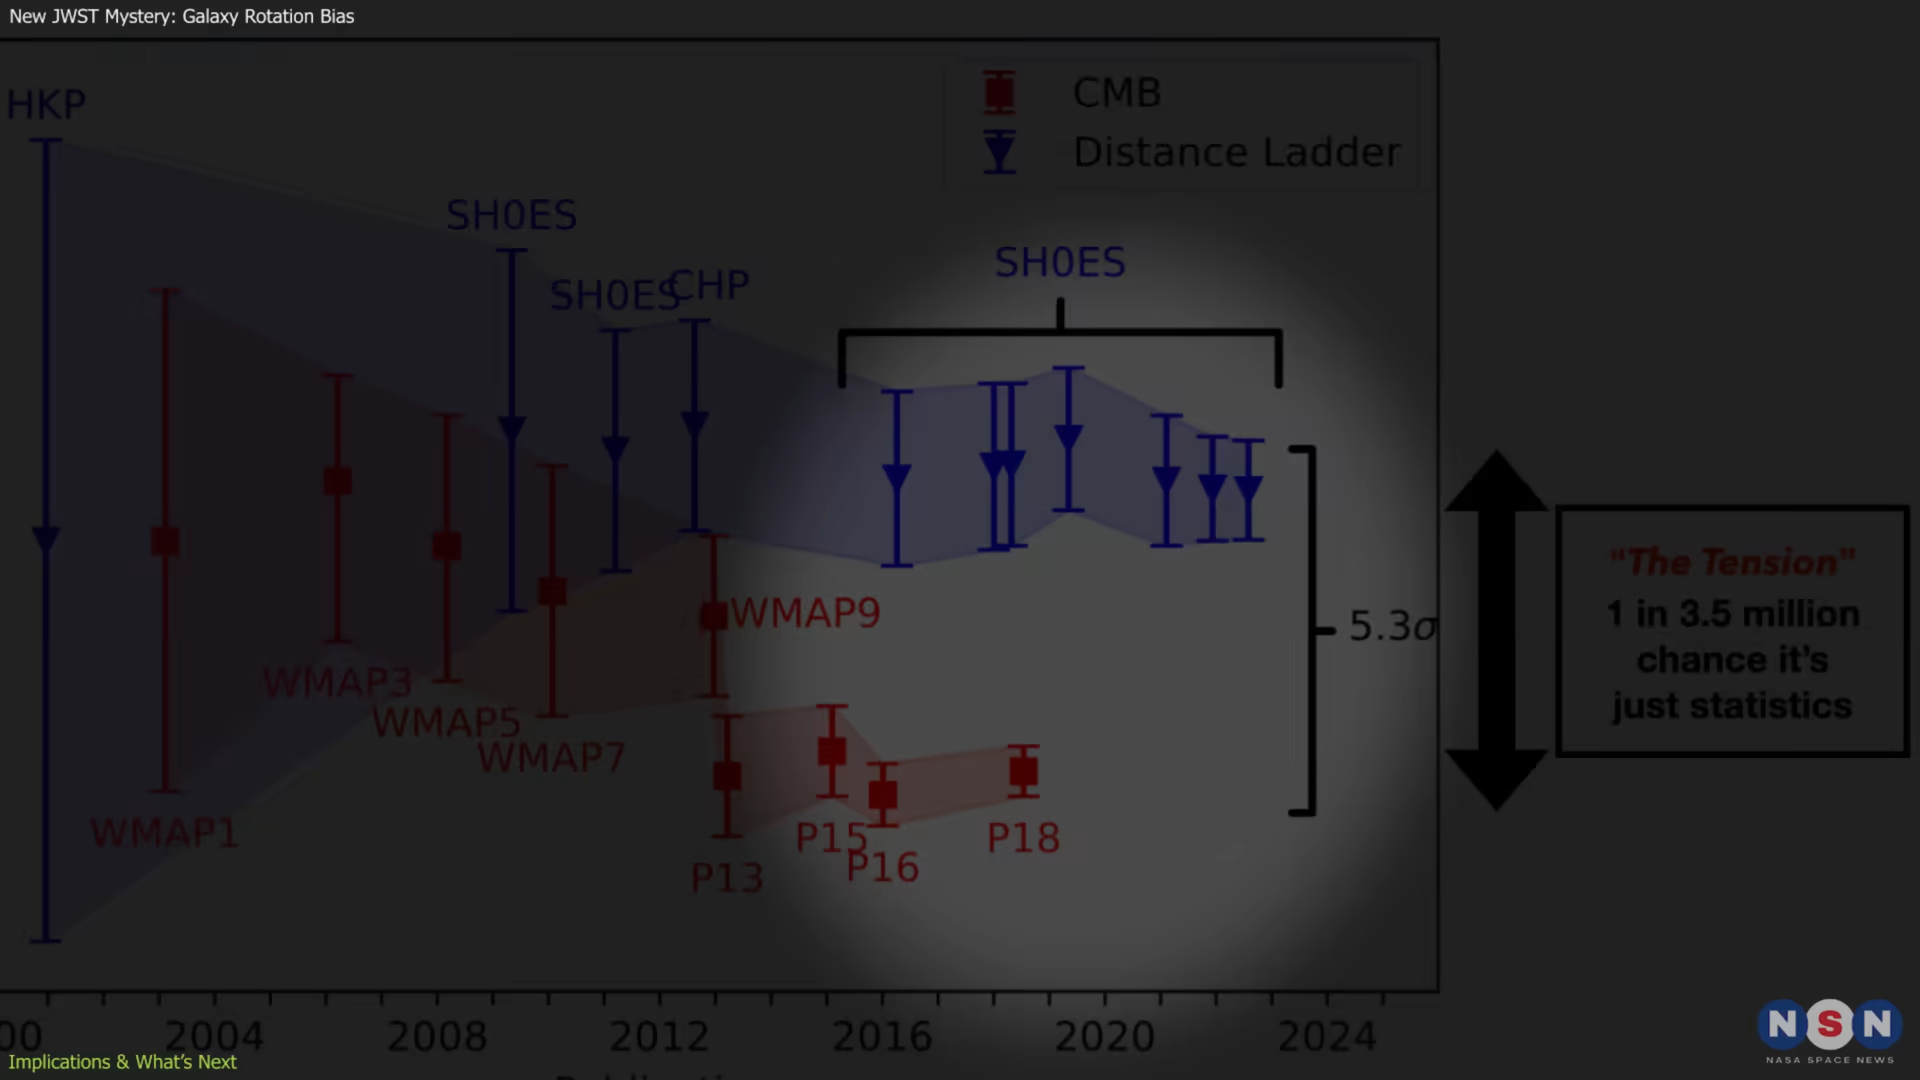 New JWST Mystery: Galaxy Rotation Bias
HKP
CMB
Distance Ladder
SH0ES
SH0ES
CHP
SH0ES
WMAP9
5.3σ
"The Tension"
1 in 3.5 million
chance it's
just statistics
WMAP3
WMAP5
WMAP7
WMAP1
P13
P15
P16
P18
00 2004 2008 2012 2016 2020 2024
Implications & What's Next
NSN
NASA SPACE NEWS